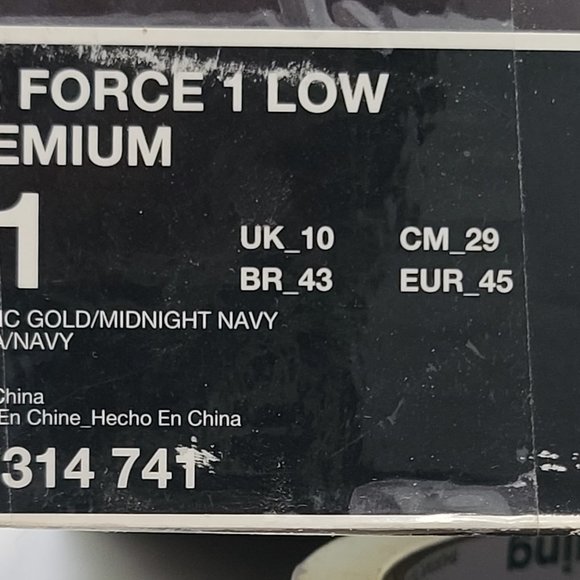 FORCE 1 LOW
EMIUM
1
UK_10 CM_29
BR_43 EUR_45
IC GOLD/MIDNIGHT NAVY
A/NAVY
China
En Chine_Hecho En China
314 741